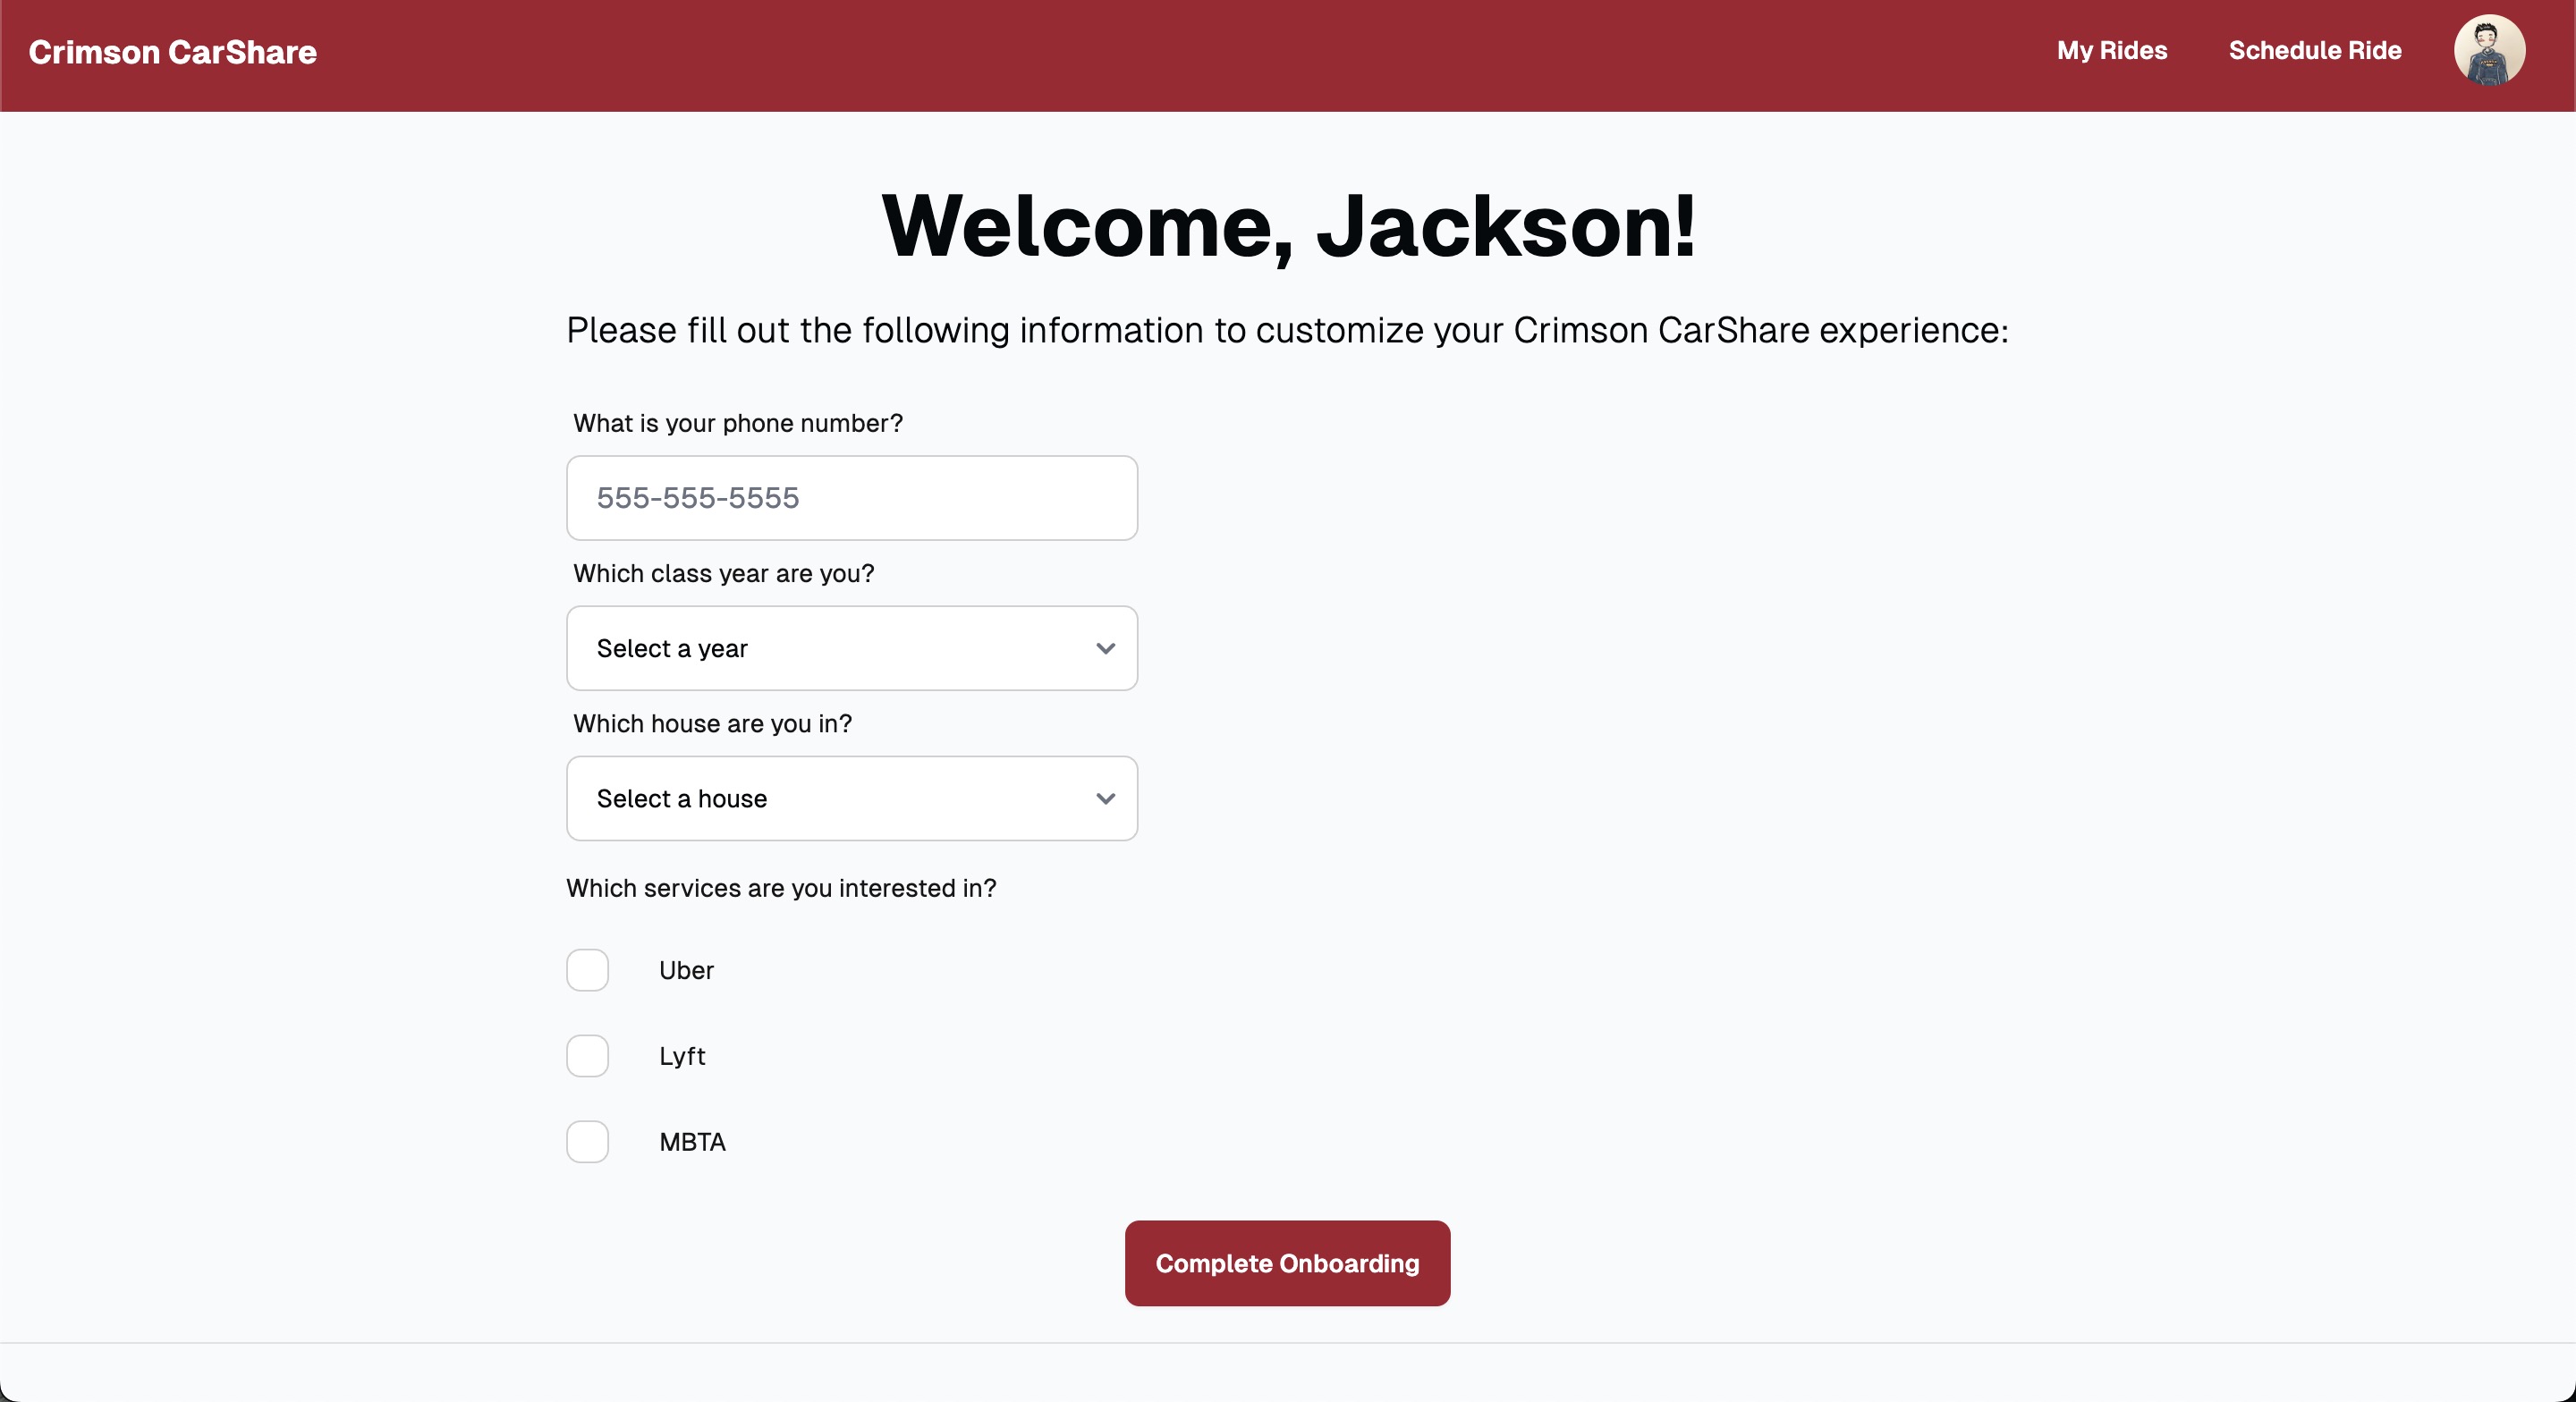 Crimson CarShare
My Rides
Schedule Ride
Welcome, Jackson!
Please fill out the following information to customize your Crimson CarShare experience:
What is your phone number?
555-555-5555
Which class year are you?
Select a year
Which house are you in?
Select a house
Which services are you interested in?
Uber
Lyft
MBTA
Complete Onboarding